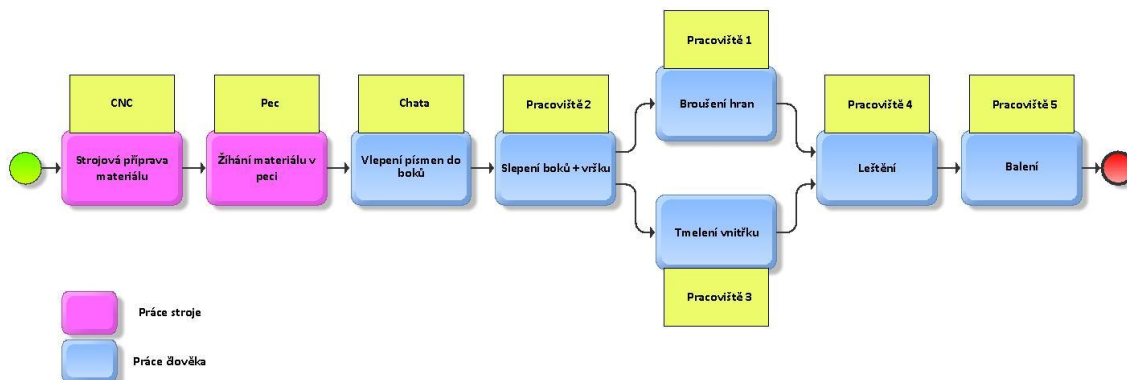 Pracoviště 1
CNC
Pec
Chata
Pracoviště 2
Broušení hran
Pracoviště 4
Pracoviště 5
Strojová příprava
materiálu
Žíhání materiálu v
peci
Vlepení písmen do
boků
Slepení boků + vršku
Leštění
Balení
Tmelení vnitřku
Pracoviště 3
Práce stroje
Práce člověka